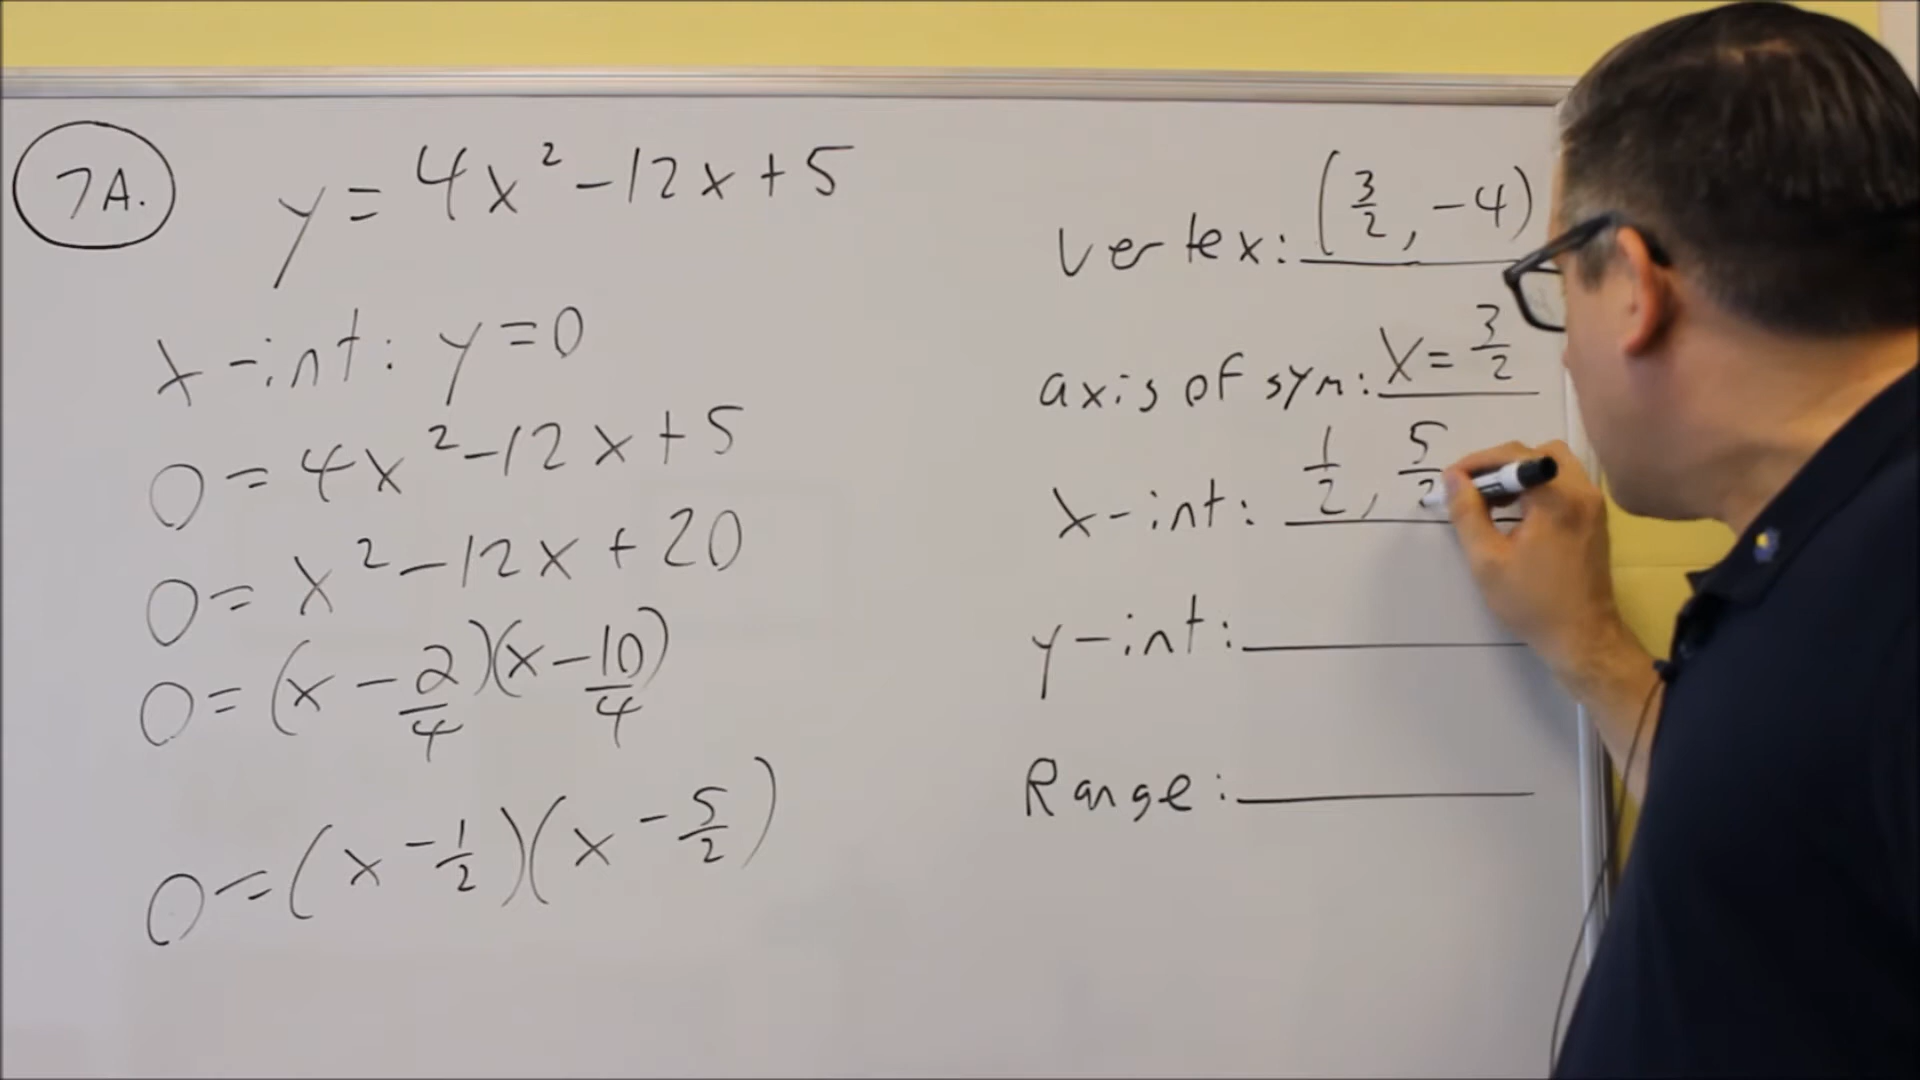 7A.
y = 4x² - 12x + 5
x-int: y = 0
0 = 4x² - 12x + 5
0 = x² - 12x + 20
0 = (x - 2/4)(x - 10/4)
0 = (x - 1/2)(x - 5/2)
vertex: (3/2, -4)
axis of sym: x = 3/2
x-int: 1/2, 5/2
y-int:
Range: